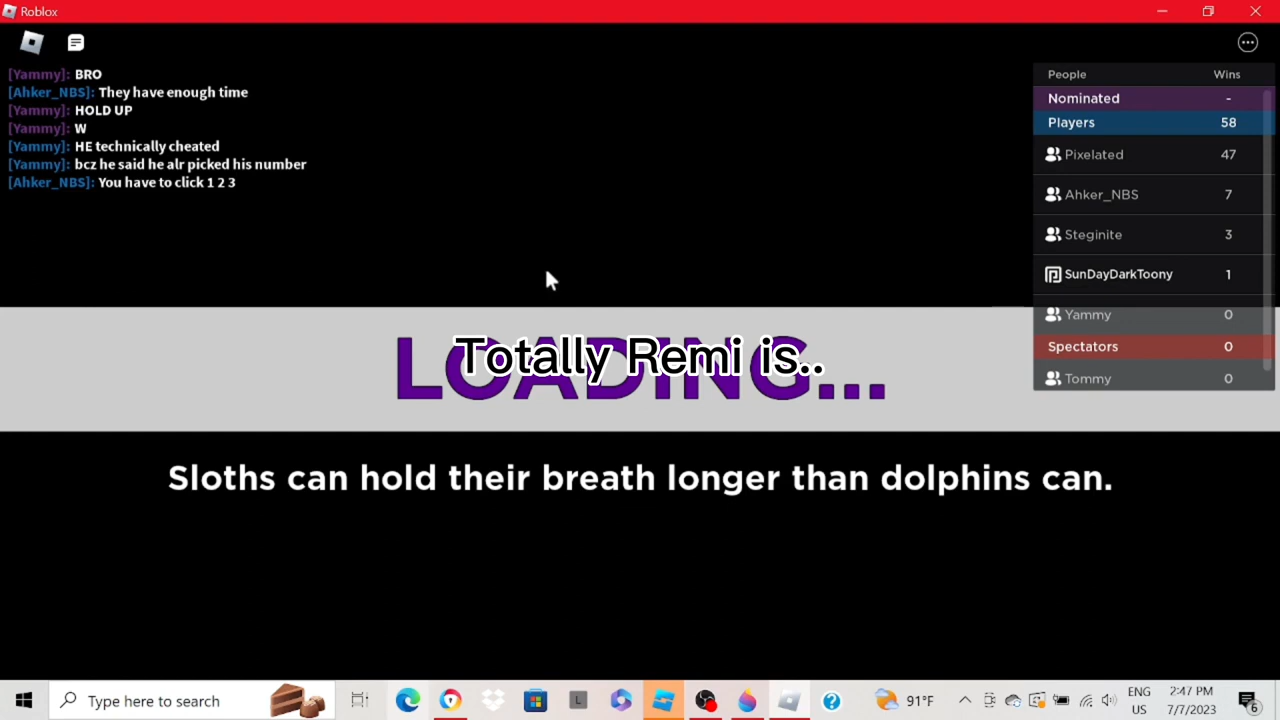 Roblox
[Yammy]: BRO
[Ahker_NBS]: They have enough time
[Yammy]: HOLD UP
[Yammy]: W
[Yammy]: HE technically cheated
[Yammy]: bcz he said he alr picked his number
[Ahker_NBS]: You have to click 1 2 3
People Wins
Nominated -
Players 58
Pixelated 47
Ahker_NBS 7
Steginite 3
SunDayDarkToony 1
Yammy 0
Spectators 0
Tommy 0
LOADING...
Totally Remi is..
Sloths can hold their breath longer than dolphins can.
Type here to search
L
91°F
ENG
US
2:47 PM
7/7/2023
6